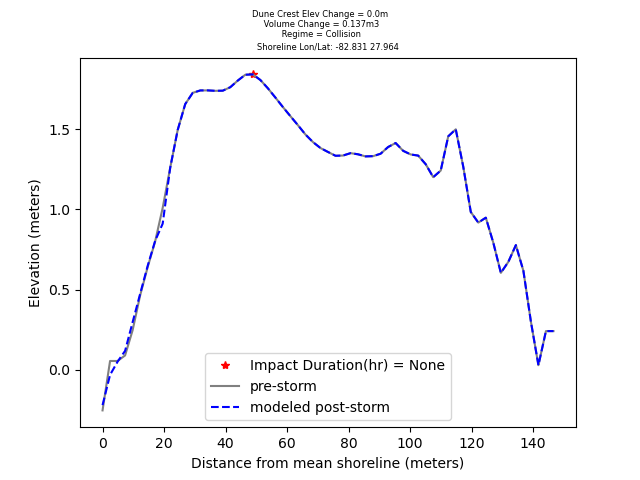 Dune Crest Elev Change = 0.0m
Volume Change = 0.137m3
Regime = Collision
Shoreline Lon/Lat: -82.831 27.964
Elevation (meters)
1.5
1.0
0.5
0.0
Impact Duration(hr) = None
pre-storm
modeled post-storm
0 20 40 60 80 100 120 140
Distance from mean shoreline (meters)